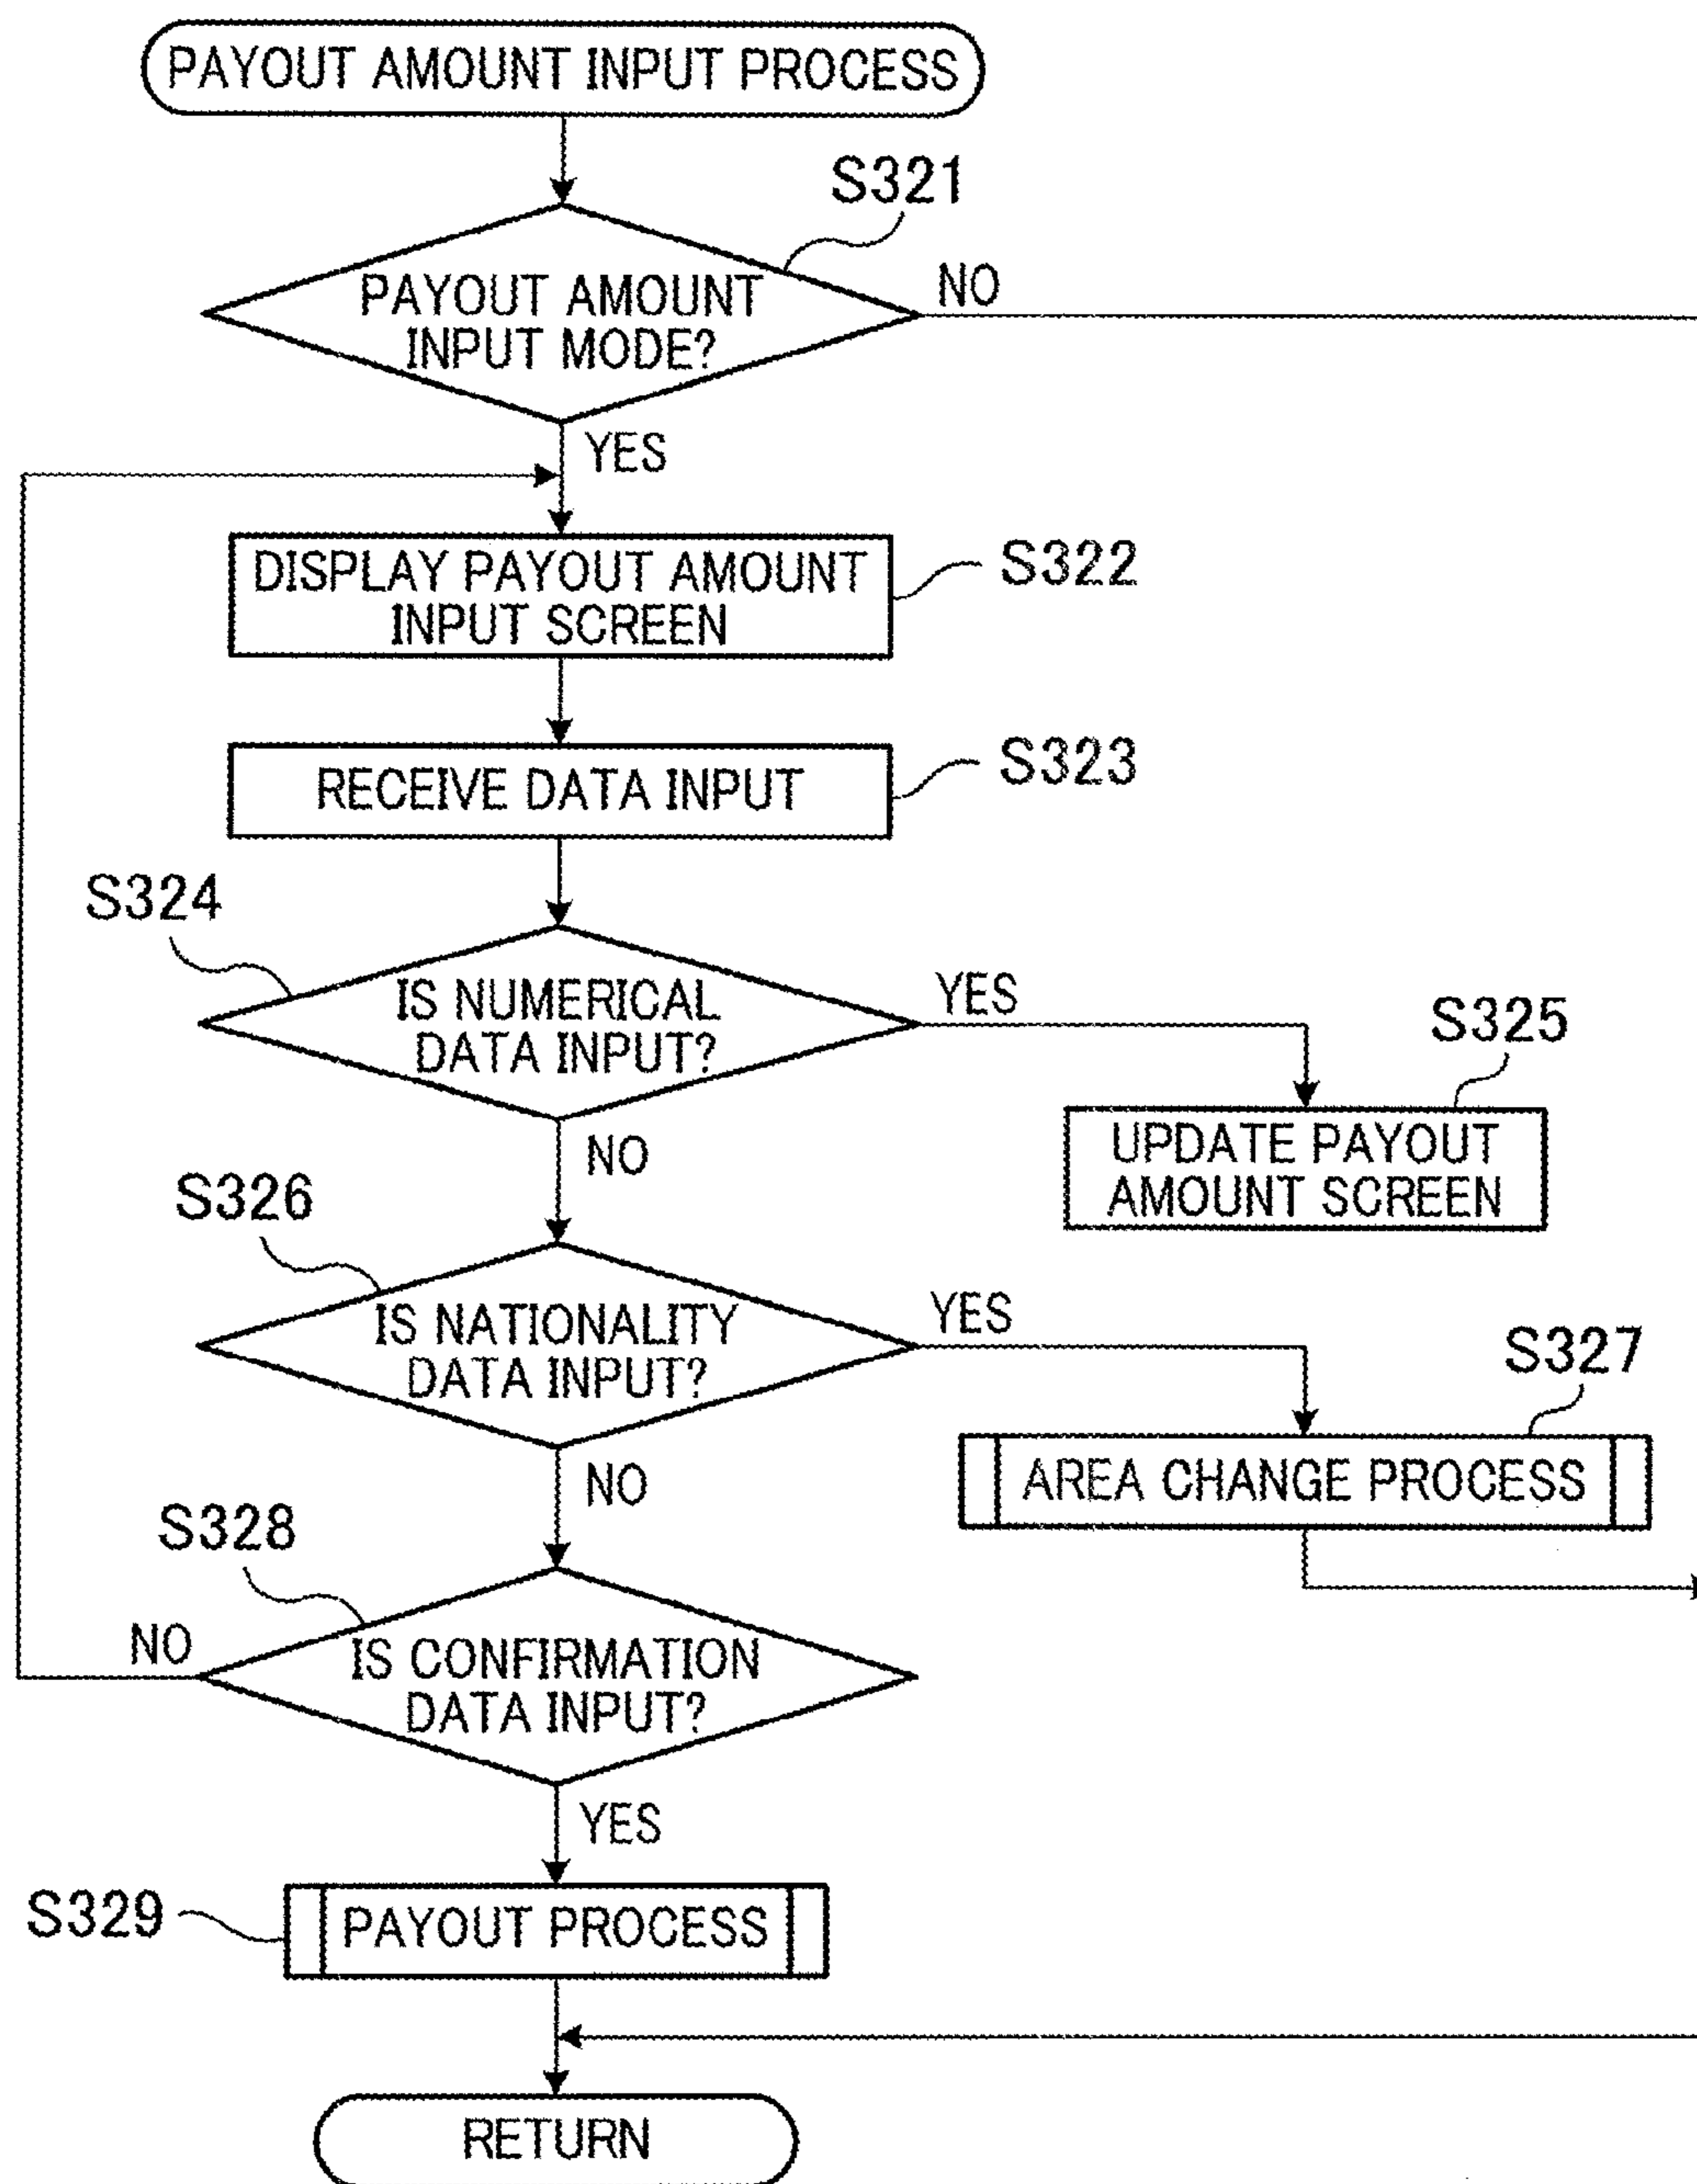 PAYOUT AMOUNT INPUT PROCESS
S321
PAYOUT AMOUNT
INPUT MODE?
NO
YES
DISPLAY PAYOUT AMOUNT
INPUT SCREEN
S322
RECEIVE DATA INPUT
S323
S324
IS NUMERICAL
DATA INPUT?
YES
S325
UPDATE PAYOUT
AMOUNT SCREEN
NO
S326
IS NATIONALITY
DATA INPUT?
YES
S327
AREA CHANGE PROCESS
NO
S328
NO
IS CONFIRMATION
DATA INPUT?
YES
S329
PAYOUT PROCESS
RETURN